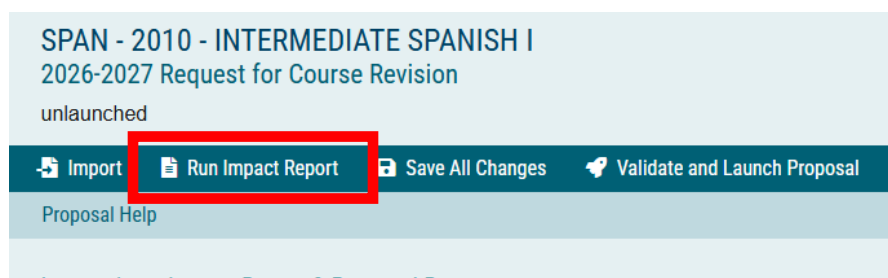 SPAN - 2010 - INTERMEDIATE SPANISH I
2026-2027 Request for Course Revision
unlaunched
Import Run Impact Report Save All Changes Validate and Launch Proposal
Proposal Help